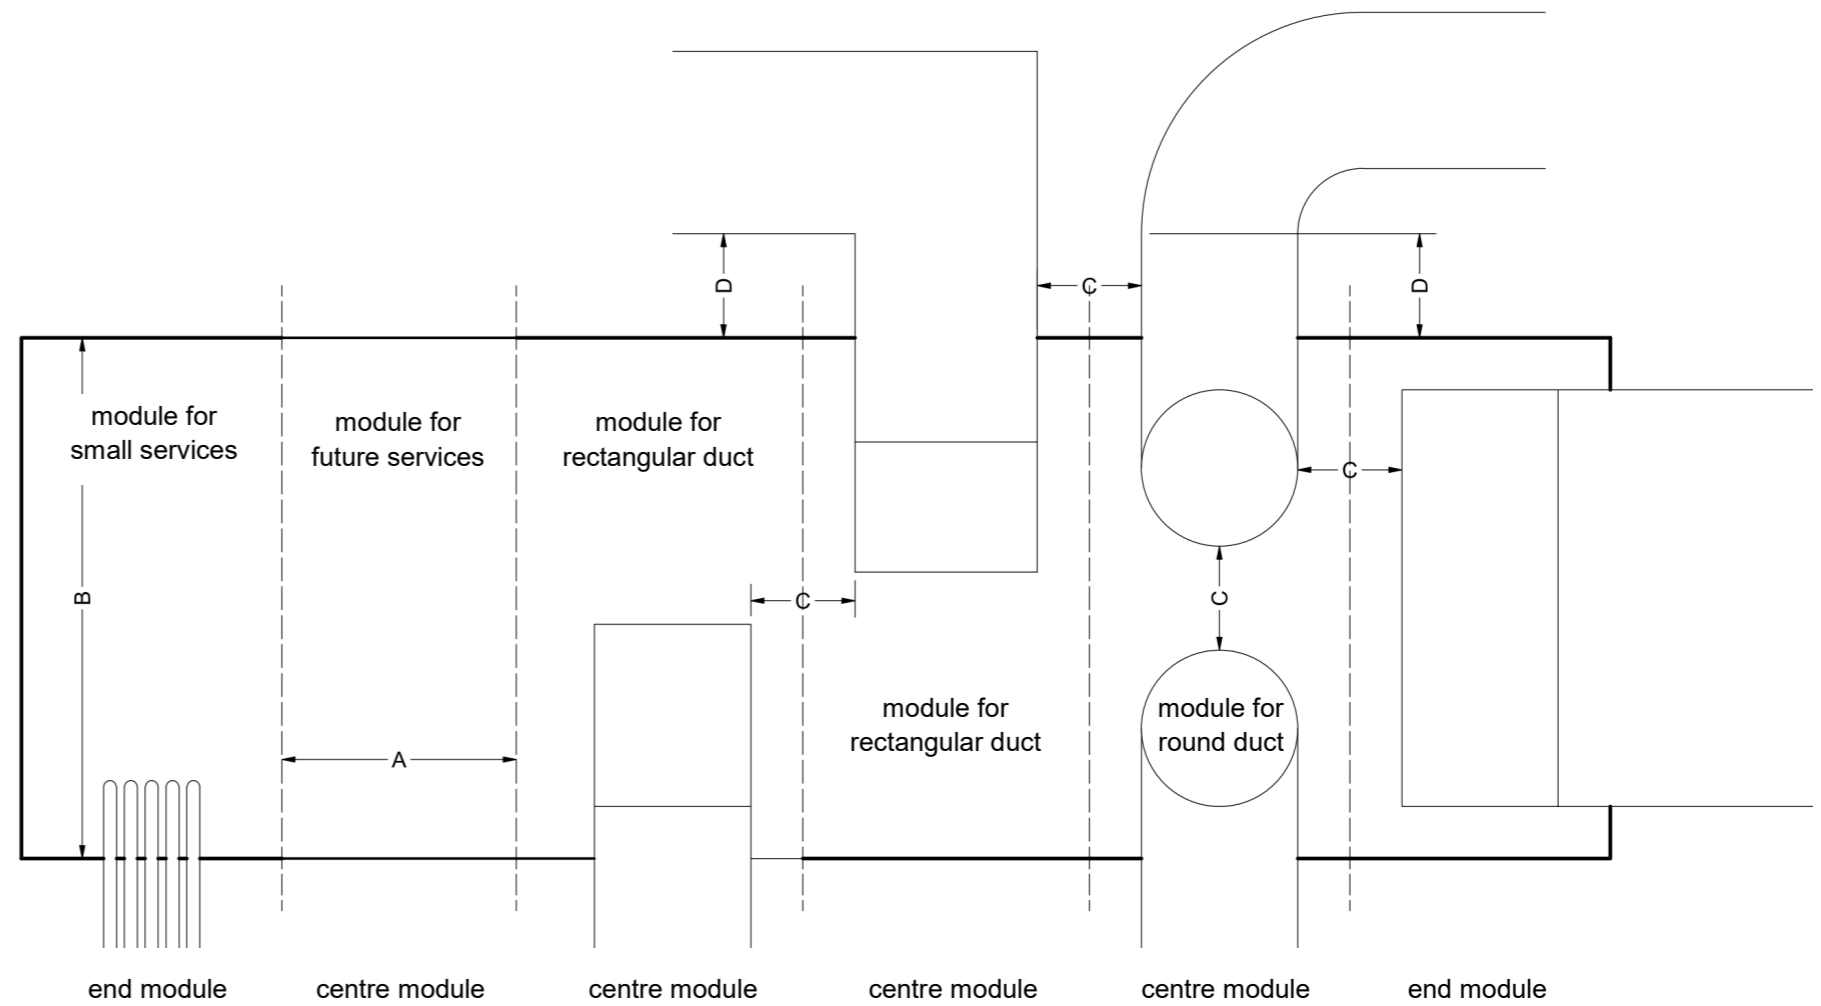 D
C
D
module for
small services
module for
future services
module for
rectangular duct
C
B
C
C
module for
rectangular duct
module for
round duct
A
end module
centre module
centre module
centre module
centre module
end module